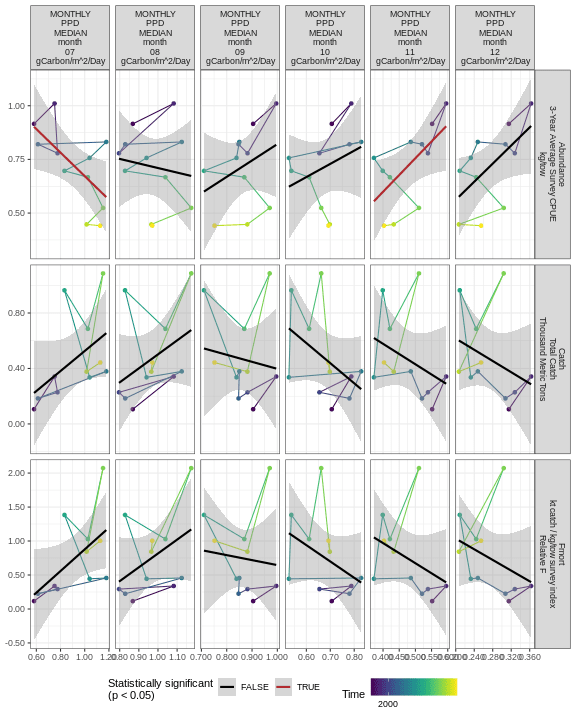 MONTHLY
PPD
MEDIAN
month
07
gCarbon/m^2/Day
MONTHLY
PPD
MEDIAN
month
08
gCarbon/m^2/Day
MONTHLY
PPD
MEDIAN
month
09
gCarbon/m^2/Day
MONTHLY
PPD
MEDIAN
month
10
gCarbon/m^2/Day
MONTHLY
PPD
MEDIAN
month
11
gCarbon/m^2/Day
MONTHLY
PPD
MEDIAN
month
12
gCarbon/m^2/Day
1.00
0.75
0.50
Abundance
3-Year Average Survey CPUE
kg/tow
0.80
0.40
0.00
Catch
Total Catch
Thousand Metric Tons
2.00
1.50
1.00
0.50
0.00
-0.50
Fmort
kt catch / kg/tow survey index
Relative F
0.60 0.80 1.00
0.90 1.00 1.10
0.700 0.800 0.900 1.000
0.60 0.70 0.80
0.400 0.450 0.500 0.550
0.240 0.280 0.320 0.360
Statistically significant
(p < 0.05)
FALSE
TRUE
Time
2000